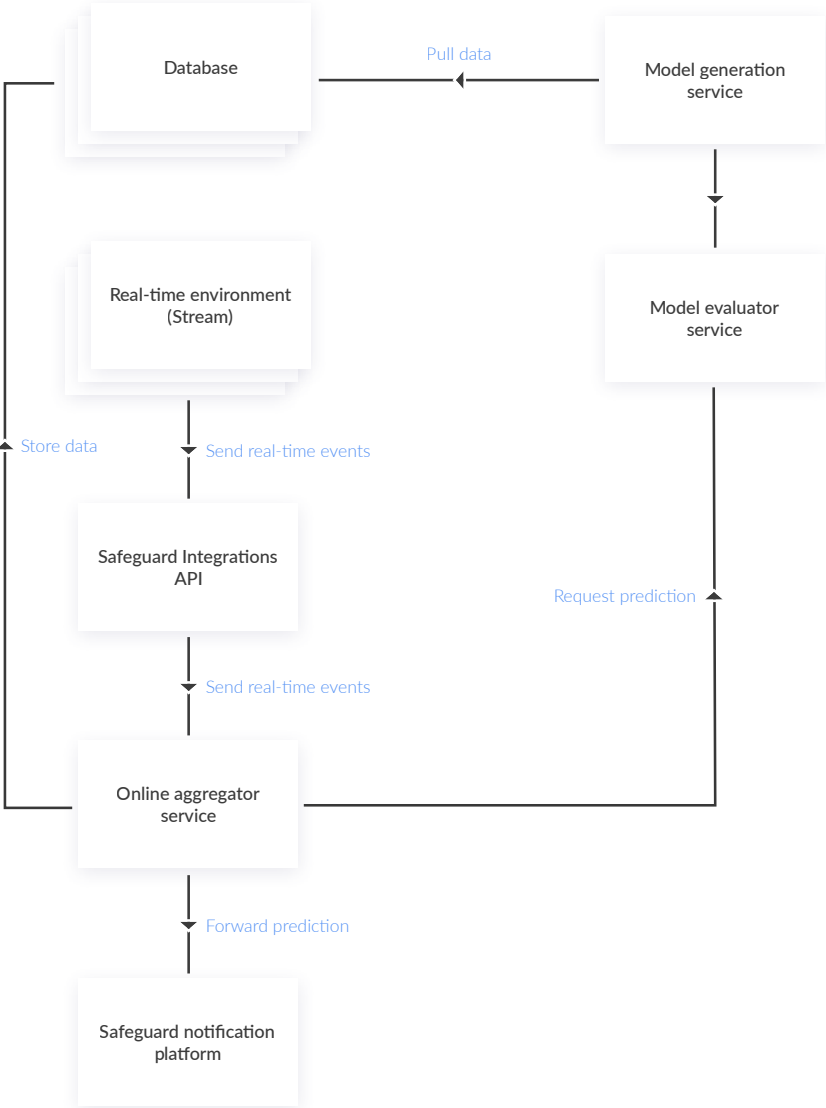 Database
Pull data
Model generation
service
Real-time environment
(Stream)
Model evaluator
service
Store data
Send real-time events
Safeguard Integrations
API
Request prediction
Send real-time events
Online aggregator
service
Forward prediction
Safeguard notification
platform